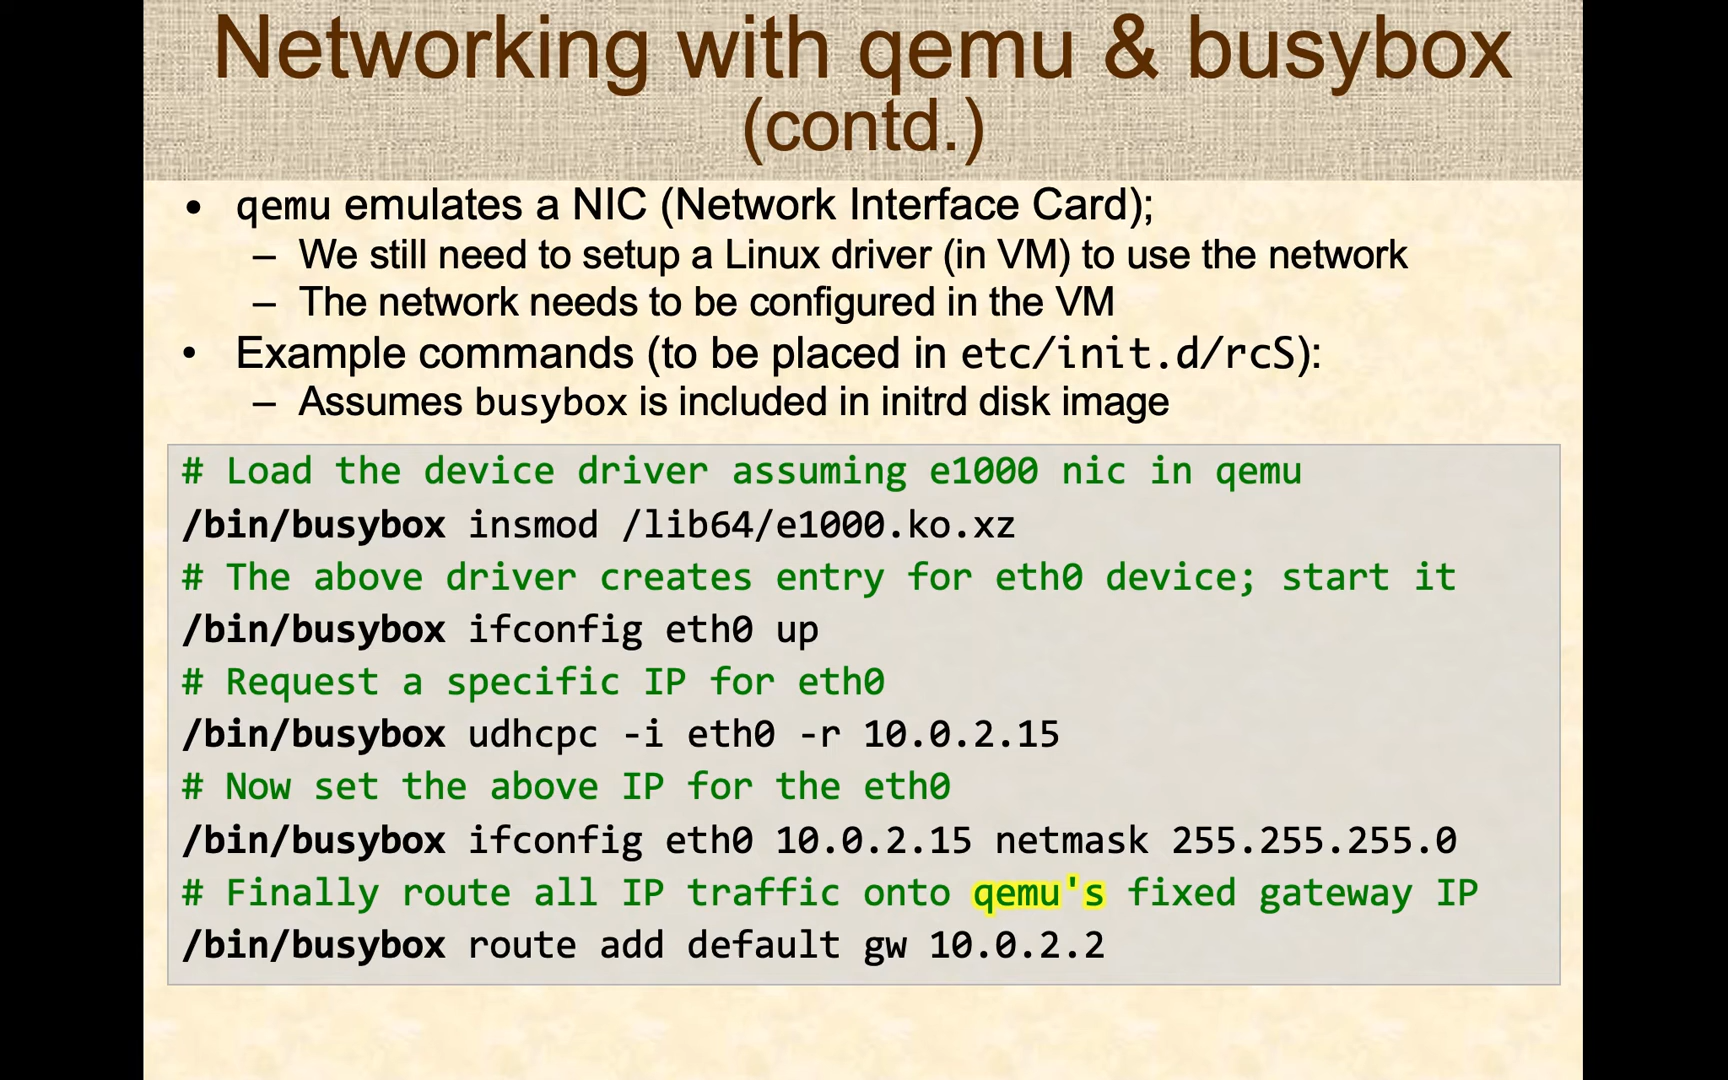 Networking with qemu & busybox
(contd.)
• qemu emulates a NIC (Network Interface Card);
– We still need to setup a Linux driver (in VM) to use the network
– The network needs to be configured in the VM
• Example commands (to be placed in etc/init.d/rcS):
– Assumes busybox is included in initrd disk image
# Load the device driver assuming e1000 nic in qemu
/bin/busybox insmod /lib64/e1000.ko.xz
# The above driver creates entry for eth0 device; start it
/bin/busybox ifconfig eth0 up
# Request a specific IP for eth0
/bin/busybox udhcpc -i eth0 -r 10.0.2.15
# Now set the above IP for the eth0
/bin/busybox ifconfig eth0 10.0.2.15 netmask 255.255.255.0
# Finally route all IP traffic onto qemu's fixed gateway IP
/bin/busybox route add default gw 10.0.2.2